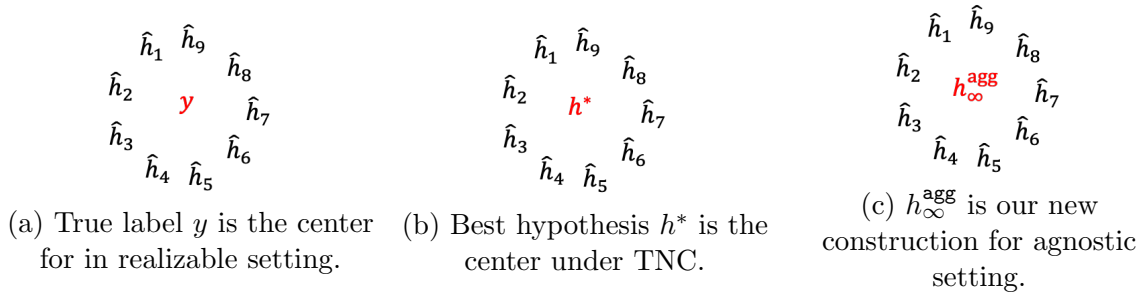 ĥ₁ ĥ₉
ĥ₂ ĥ₈
y
ĥ₃ ĥ₇
ĥ₄ ĥ₅ ĥ₆
(a) True label y is the center
for in realizable setting.
ĥ₁ ĥ₉
ĥ₂ ĥ₈
h*
ĥ₃ ĥ₇
ĥ₄ ĥ₅ ĥ₆
(b) Best hypothesis h* is the
center under TNC.
ĥ₁ ĥ₉
ĥ₂ ĥ₈
h_∞^agg
ĥ₃ ĥ₇
ĥ₄ ĥ₅ ĥ₆
(c) h_∞^agg is our new
construction for agnostic
setting.